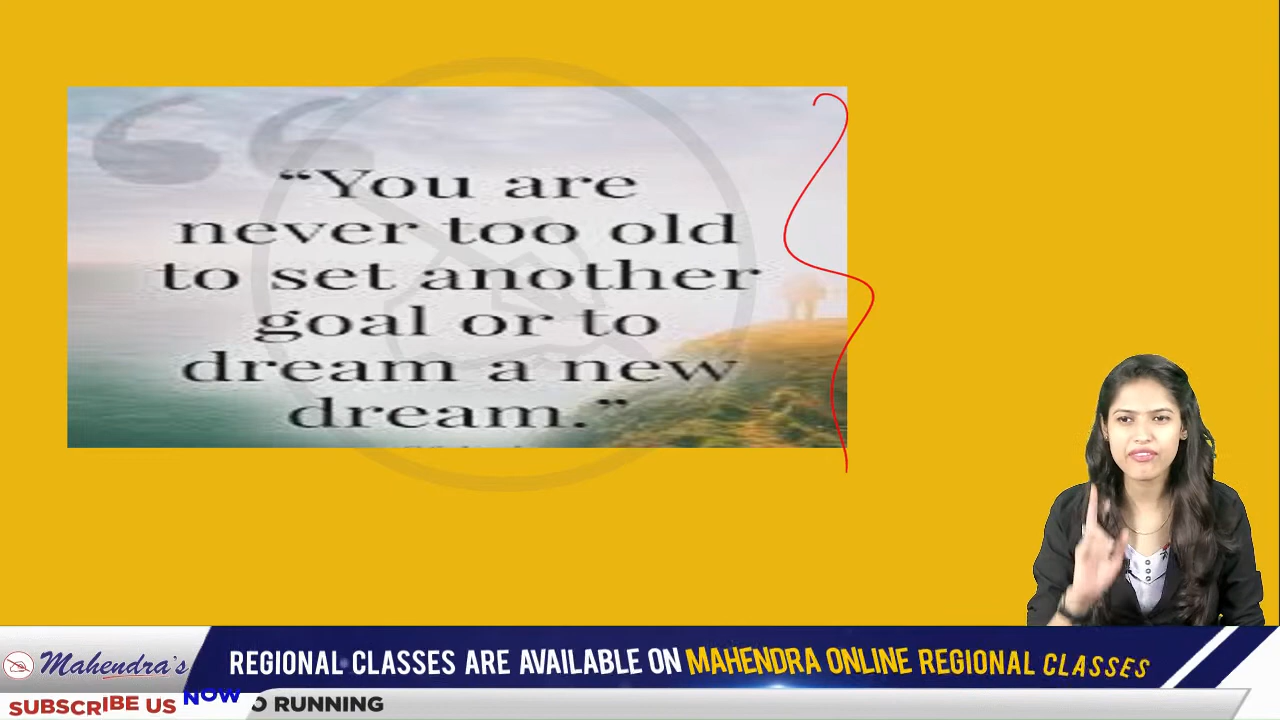 “You are
never too old
to set another
goal or to
dream a new
dream.”
Mahendra's
REGIONAL CLASSES ARE AVAILABLE ON MAHENDRA ONLINE REGIONAL CLASSES
SUBSCRIBE US NOW
O RUNNING